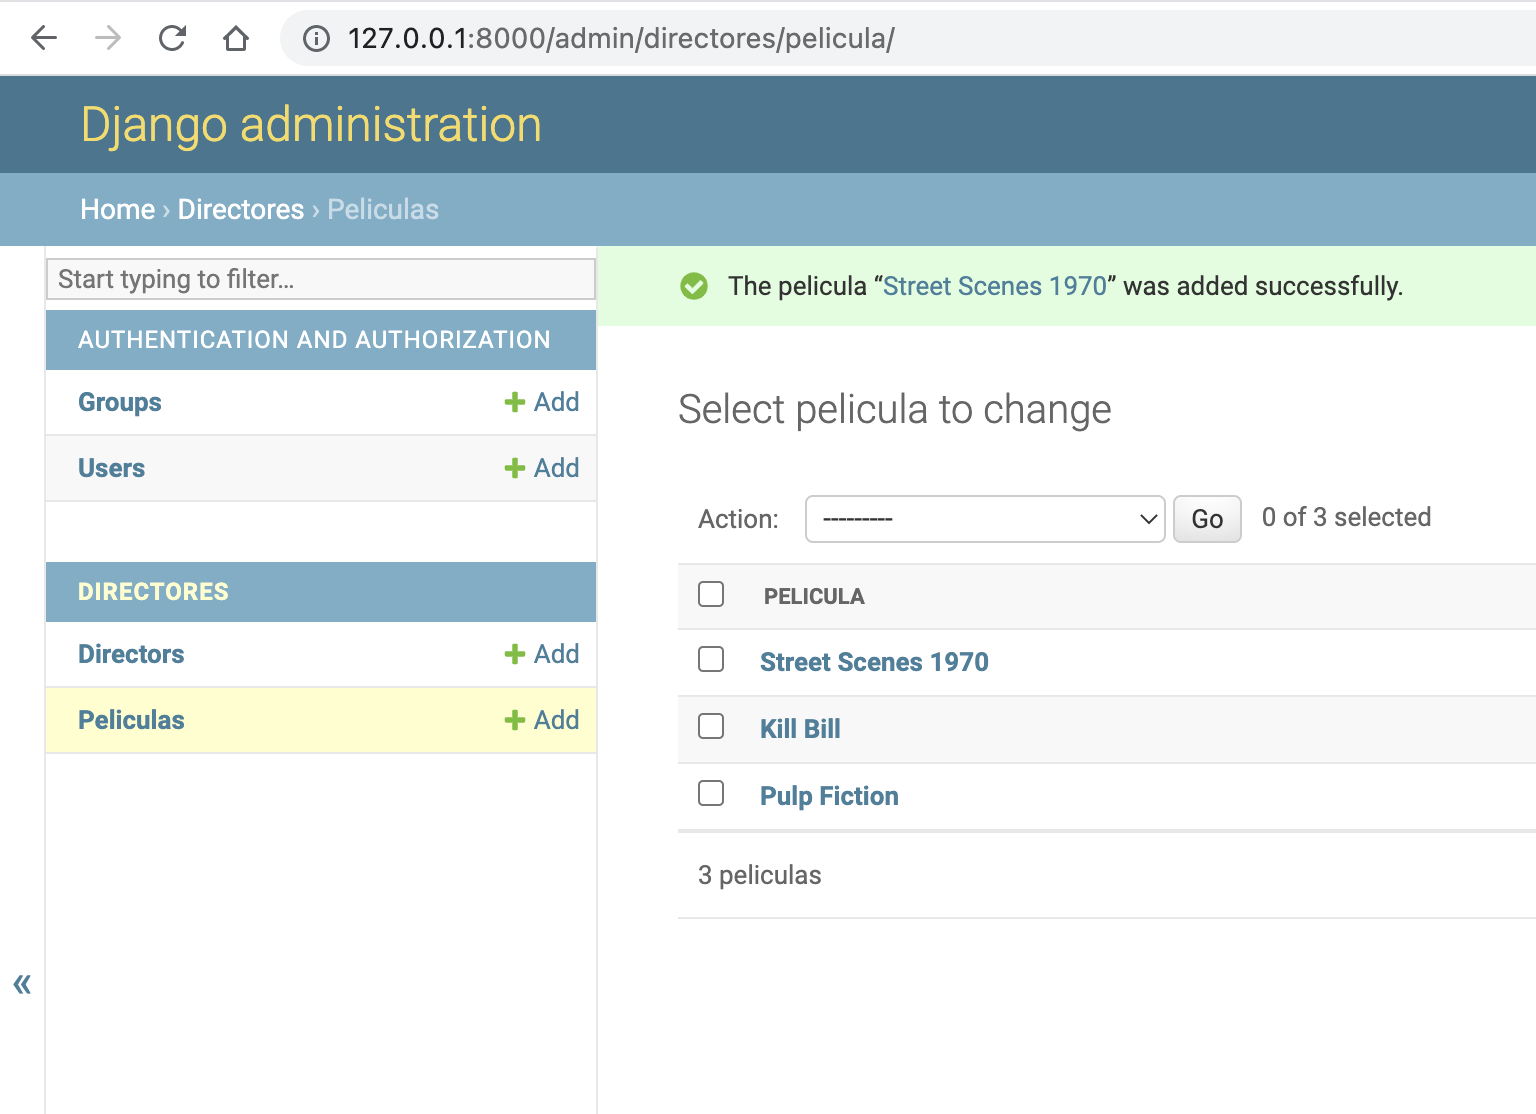 127.0.0.1:8000/admin/directores/pelicula/
Django administration
Home › Directores › Peliculas
Start typing to filter...
The pelicula “Street Scenes 1970” was added successfully.
AUTHENTICATION AND AUTHORIZATION
Groups + Add
Users + Add
DIRECTORES
Directors + Add
Peliculas + Add
«
Select pelicula to change
Action: --------- Go 0 of 3 selected
PELICULA
Street Scenes 1970
Kill Bill
Pulp Fiction
3 peliculas